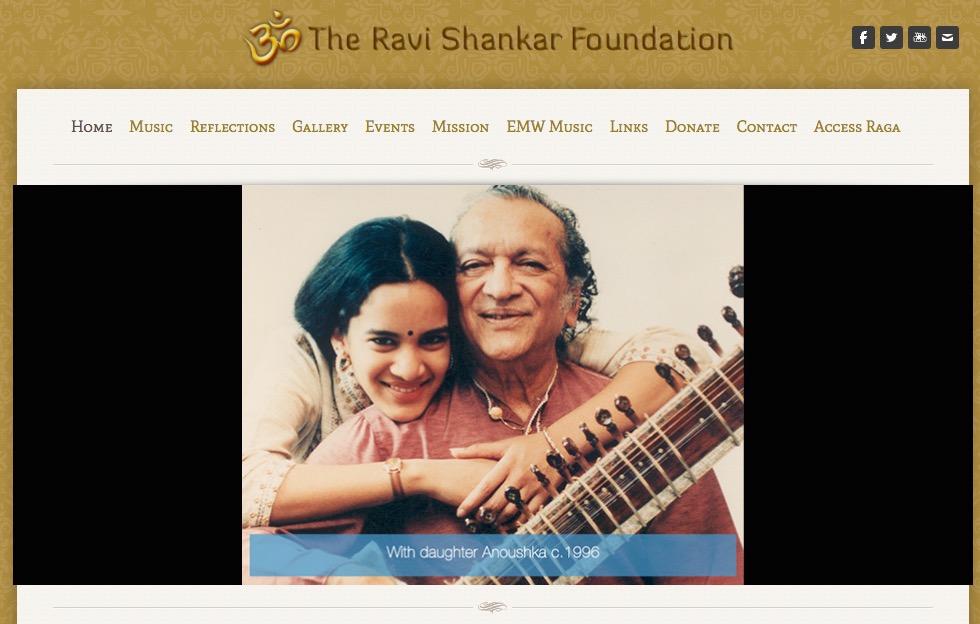 ॐ The Ravi Shankar Foundation
Home Music Reflections Gallery Events Mission EMW Music Links Donate Contact Access Raga
With daughter Anoushka c.1996